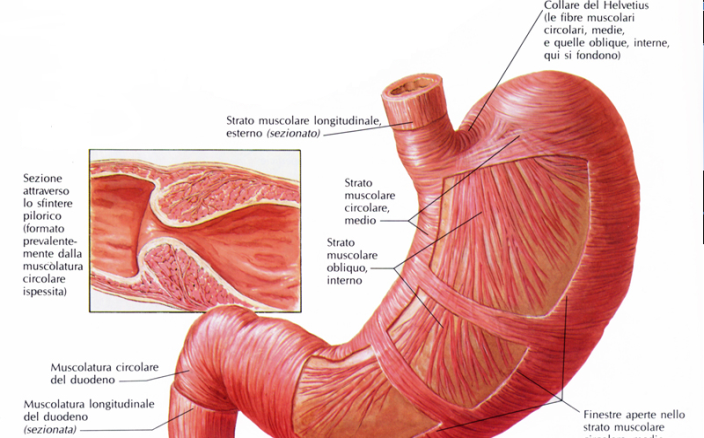 Collare del Helvetius
(le fibre muscolari
circolari, medie,
e quelle oblique, interne,
qui si fondono)
Strato muscolare longitudinale,
esterno (sezionato)
Sezione
attraverso
lo sfintere
pilorico
(formato
prevalente-
mente dalla
muscolatura
circolare
ispessita)
Strato
muscolare
circolare,
medio
Strato
muscolare
obliquo,
interno
Muscolatura circolare
del duodeno
Muscolatura longitudinale
del duodeno
(sezionata)
Finestre aperte nello
strato muscolare